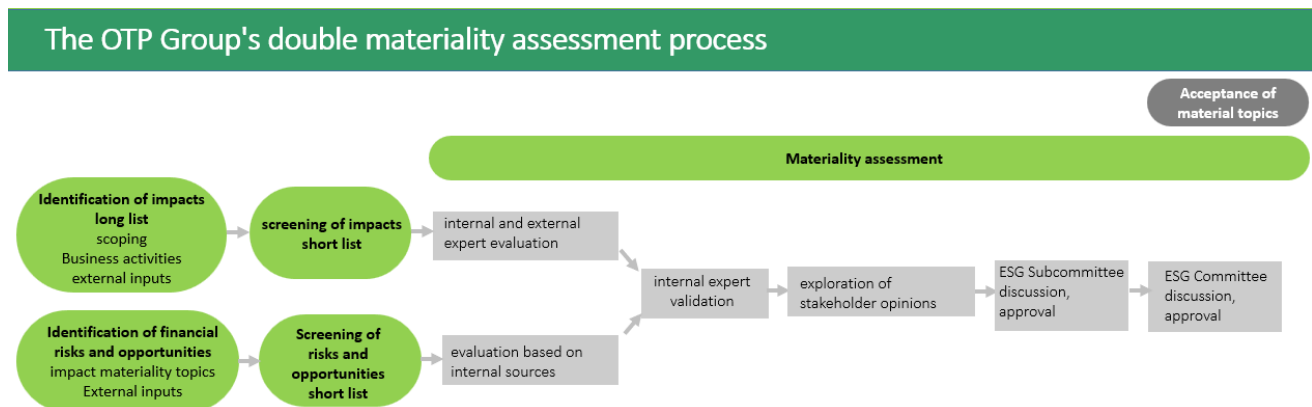 The OTP Group's double materiality assessment process
Acceptance of
material topics
Materiality assessment
Identification of impacts
long list
scoping
Business activities
external inputs
screening of impacts
short list
internal and external
expert evaluation
internal expert
validation
exploration of
stakeholder opinions
ESG Subcommittee
discussion,
approval
ESG Committee
discussion,
approval
Identification of financial
risks and opportunities
impact materiality topics
External inputs
Screening of
risks and
opportunities
short list
evaluation based on
internal sources